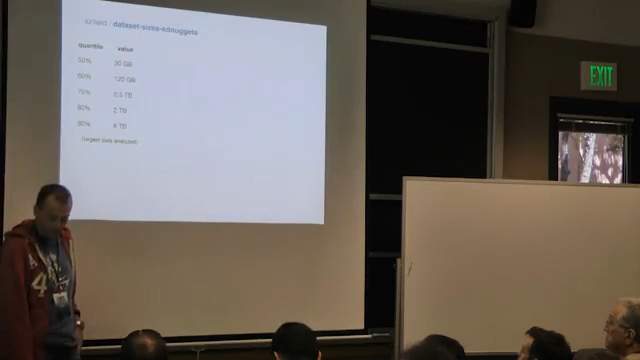 szilard / dataset-sizes-kdnuggets
quantile value
50% 30 GB
60% 120 GB
70% 0.5 TB
80% 2 TB
90% 8 TB
(largest data analyzed)
EXIT
A
4